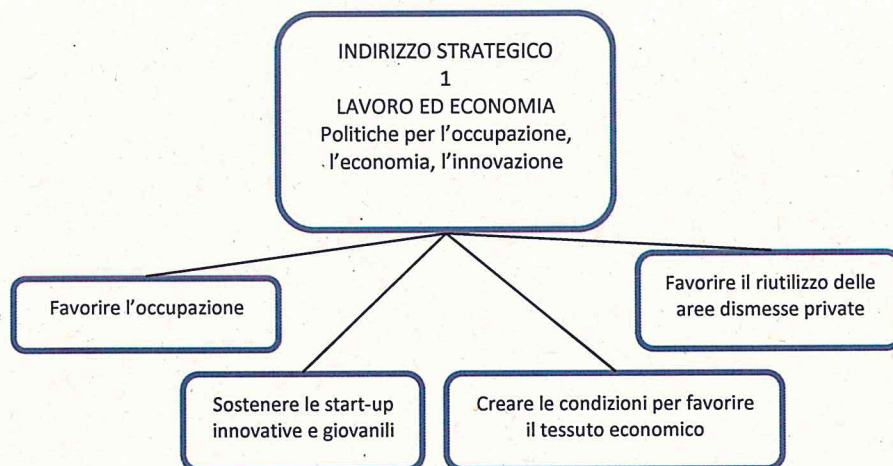 INDIRIZZO STRATEGICO
1
LAVORO ED ECONOMIA
Politiche per l'occupazione,
l'economia, l'innovazione
Favorire l'occupazione
Favorire il riutilizzo delle
aree dismesse private
Sostenere le start-up
innovative e giovanili
Creare le condizioni per favorire
il tessuto economico